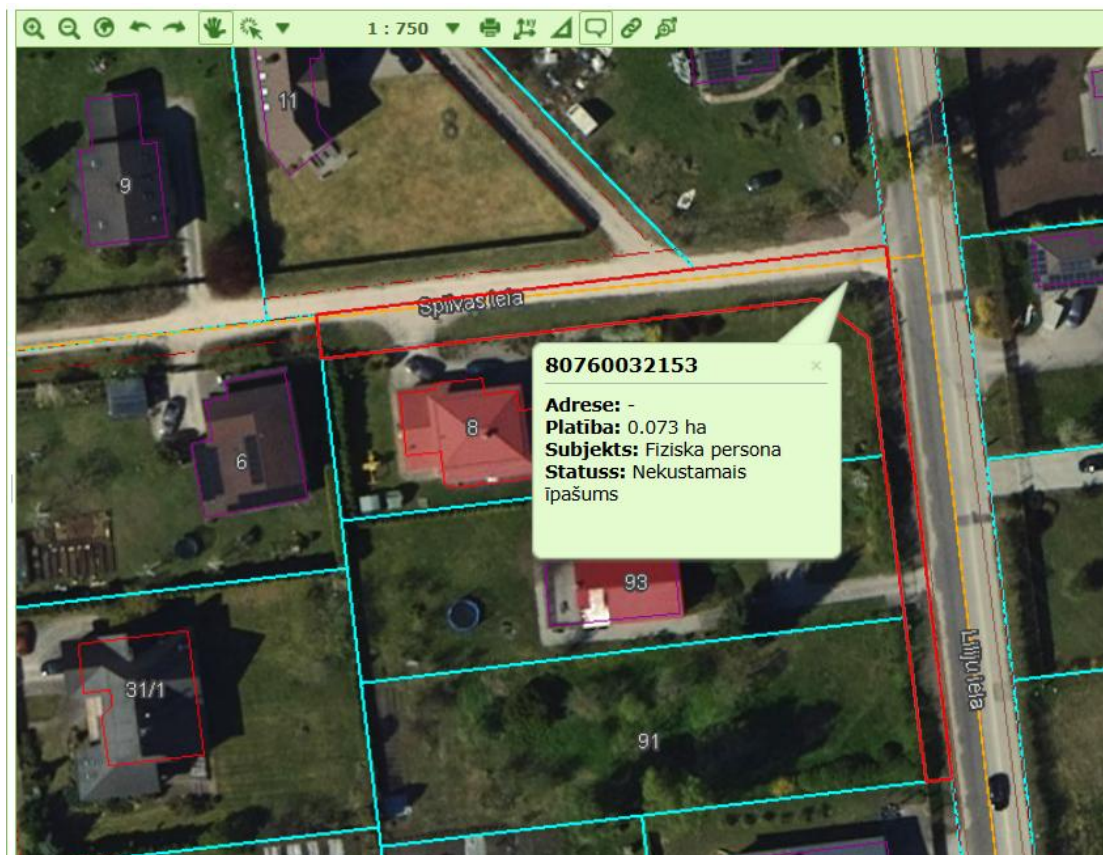 1 : 750
xy
11
9
Spilvas iela
80760032153 ×
Adrese: -
Platība: 0.073 ha
Subjekts: Fiziska persona
Statuss: Nekustamais
īpašums
8
6
93
Liliju iela
31/1
91